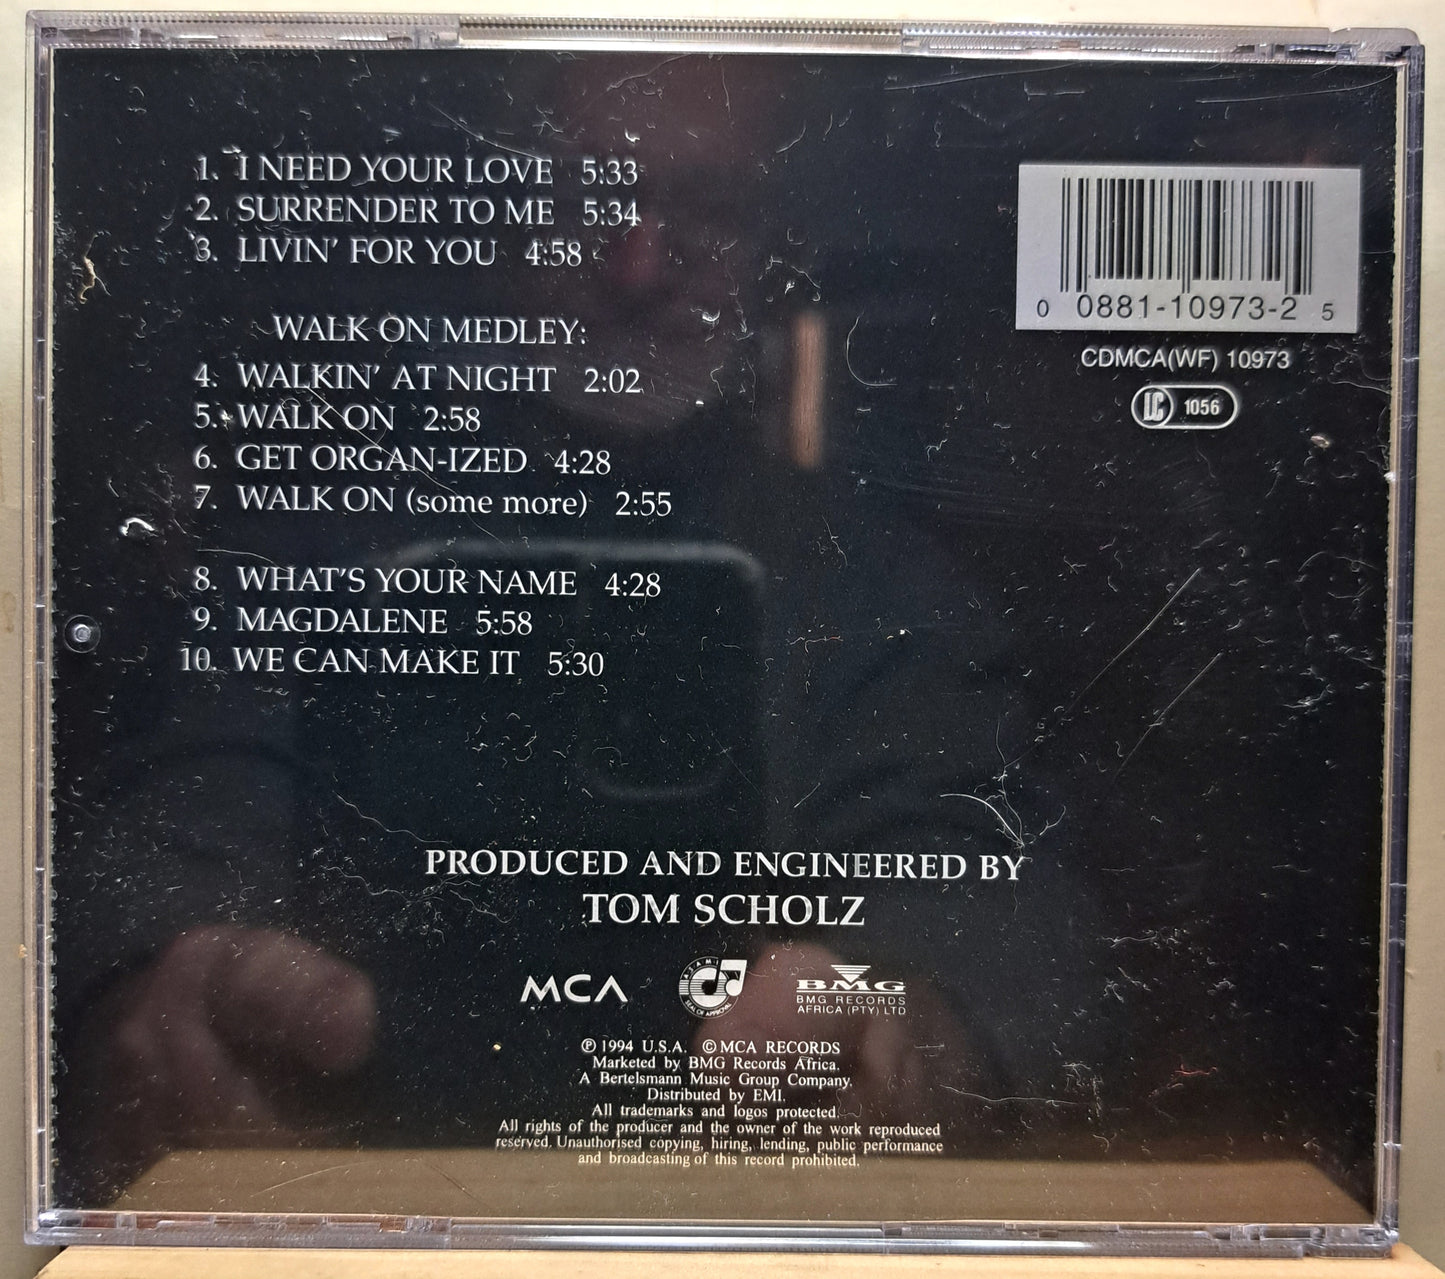 1. I NEED YOUR LOVE 5:33
2. SURRENDER TO ME 5:34
3. LIVIN' FOR YOU 4:58
WALK ON MEDLEY:
4. WALKIN' AT NIGHT 2:02
5. WALK ON 2:58
6. GET ORGAN-IZED 4:28
7. WALK ON (some more) 2:55
8. WHAT'S YOUR NAME 4:28
9. MAGDALENE 5:58
10. WE CAN MAKE IT 5:30
0 0881-10973-2 5
CDMCA(WF) 10973
LC 1056
PRODUCED AND ENGINEERED BY
TOM SCHOLZ
MCA
SEAL OF APPROVAL
BMG
BMG RECORDS
AFRICA (PTY) LTD
℗ 1994 U.S.A. © MCA RECORDS
Marketed by BMG Records Africa.
A Bertelsmann Music Group Company.
Distributed by EMI.
All trademarks and logos protected.
All rights of the producer and the owner of the work reproduced
reserved. Unauthorised copying, hiring, lending, public performance
and broadcasting of this record prohibited.